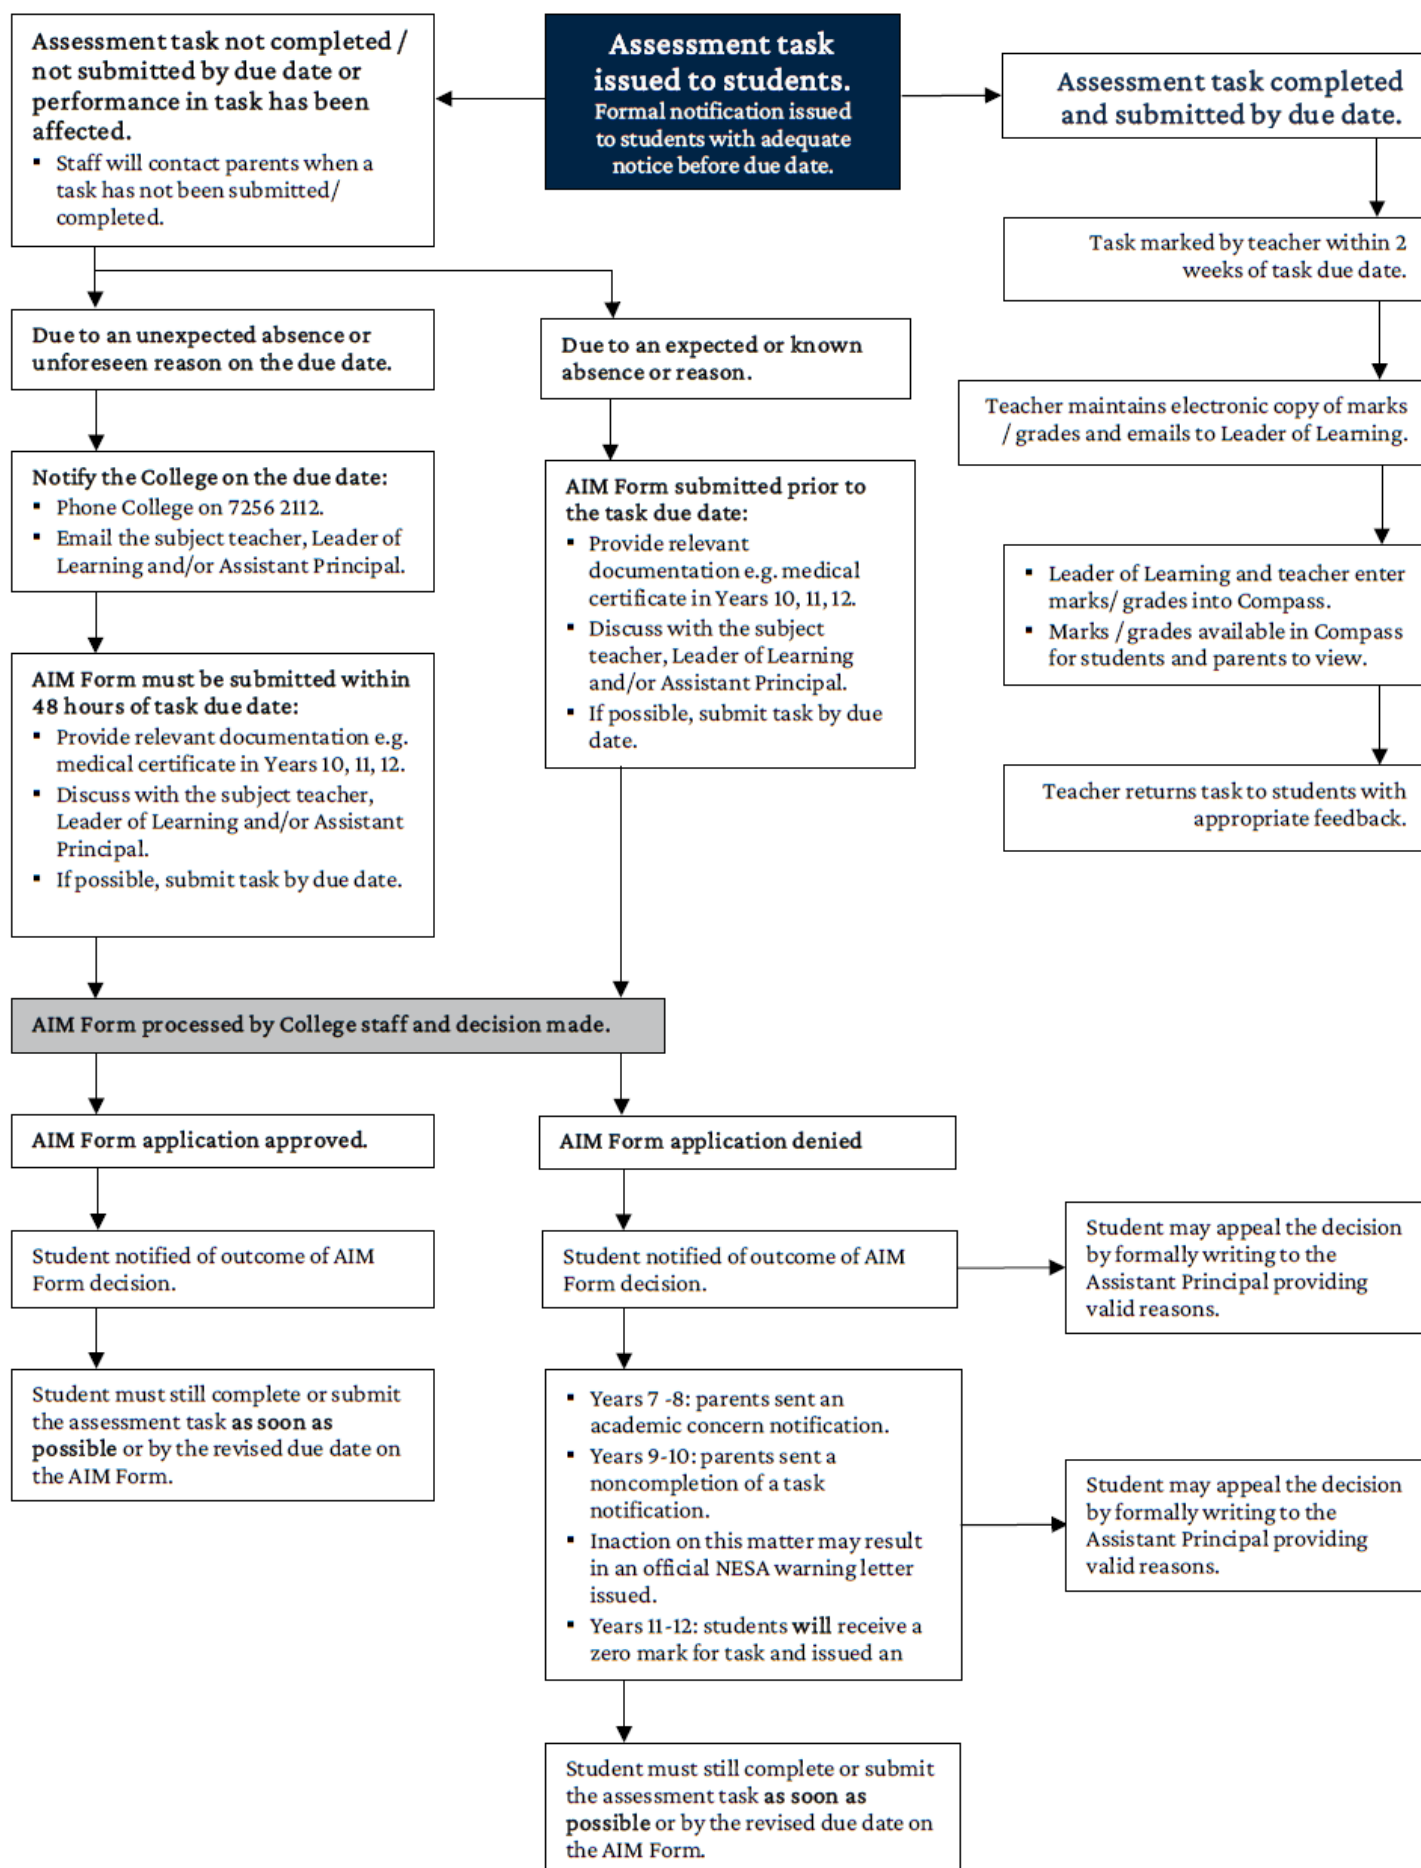 Assessment task not completed /
not submitted by due date or
performance in task has been
affected.
▪ Staff will contact parents when a
task has not been submitted/
completed.
Assessment task
issued to students.
Formal notification issued
to students with adequate
notice before due date.
Assessment task completed
and submitted by due date.
Task marked by teacher within 2
weeks of task due date.
Teacher maintains electronic copy of marks
/ grades and emails to Leader of Learning.
▪ Leader of Learning and teacher enter
marks/ grades into Compass.
▪ Marks / grades available in Compass
for students and parents to view.
Teacher returns task to students with
appropriate feedback.
Due to an unexpected absence or
unforeseen reason on the due date.
Notify the College on the due date:
▪ Phone College on 7256 2112.
▪ Email the subject teacher, Leader of
Learning and/or Assistant Principal.
AIM Form must be submitted within
48 hours of task due date:
▪ Provide relevant documentation e.g.
medical certificate in Years 10, 11, 12.
▪ Discuss with the subject teacher,
Leader of Learning and/or Assistant
Principal.
▪ If possible, submit task by due date.
Due to an expected or known
absence or reason.
AIM Form submitted prior to
the task due date:
▪ Provide relevant
documentation e.g. medical
certificate in Years 10, 11, 12.
▪ Discuss with the subject
teacher, Leader of Learning
and/or Assistant Principal.
▪ If possible, submit task by due
date.
AIM Form processed by College staff and decision made.
AIM Form application approved.
Student notified of outcome of AIM
Form decision.
Student must still complete or submit
the assessment task as soon as
possible or by the revised due date on
the AIM Form.
AIM Form application denied
Student notified of outcome of AIM
Form decision.
Student may appeal the decision
by formally writing to the
Assistant Principal providing
valid reasons.
▪ Years 7 -8: parents sent an
academic concern notification.
▪ Years 9-10: parents sent a
noncompletion of a task
notification.
▪ Inaction on this matter may result
in an official NESA warning letter
issued.
▪ Years 11-12: students will receive a
zero mark for task and issued an
Student may appeal the decision
by formally writing to the
Assistant Principal providing
valid reasons.
Student must still complete or submit
the assessment task as soon as
possible or by the revised due date on
the AIM Form.